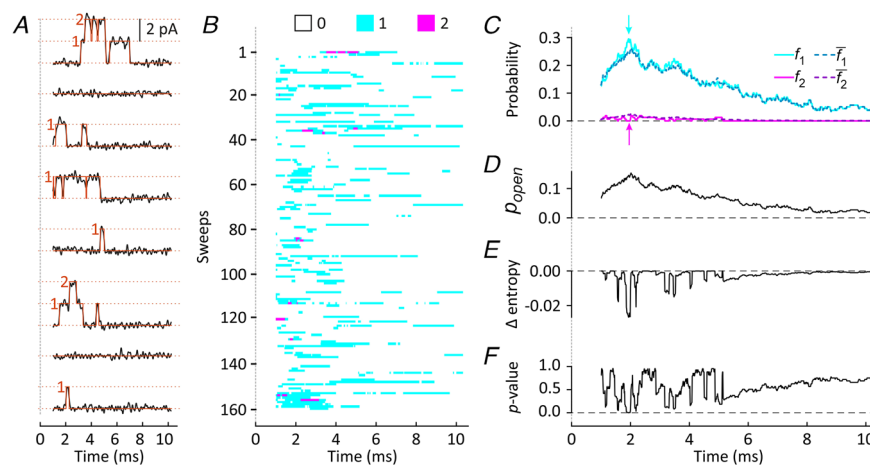 A
2
2 pA
1
1
1
1
2
1
1
0 2 4 6 8 10
Time (ms)
B
0 1 2
1
20
40
60
80
100
120
140
160
Sweeps
0 2 4 6 8 10
Time (ms)
C
Probability
0.3
0.2
0.1
0.0
f1 f̅1
f2 f̅2
D
popen
0.1
0.0
E
Δ entropy
0.00
-0.02
F
p-value
1.0
0.5
0.0
0 2 4 6 8 10
Time (ms)